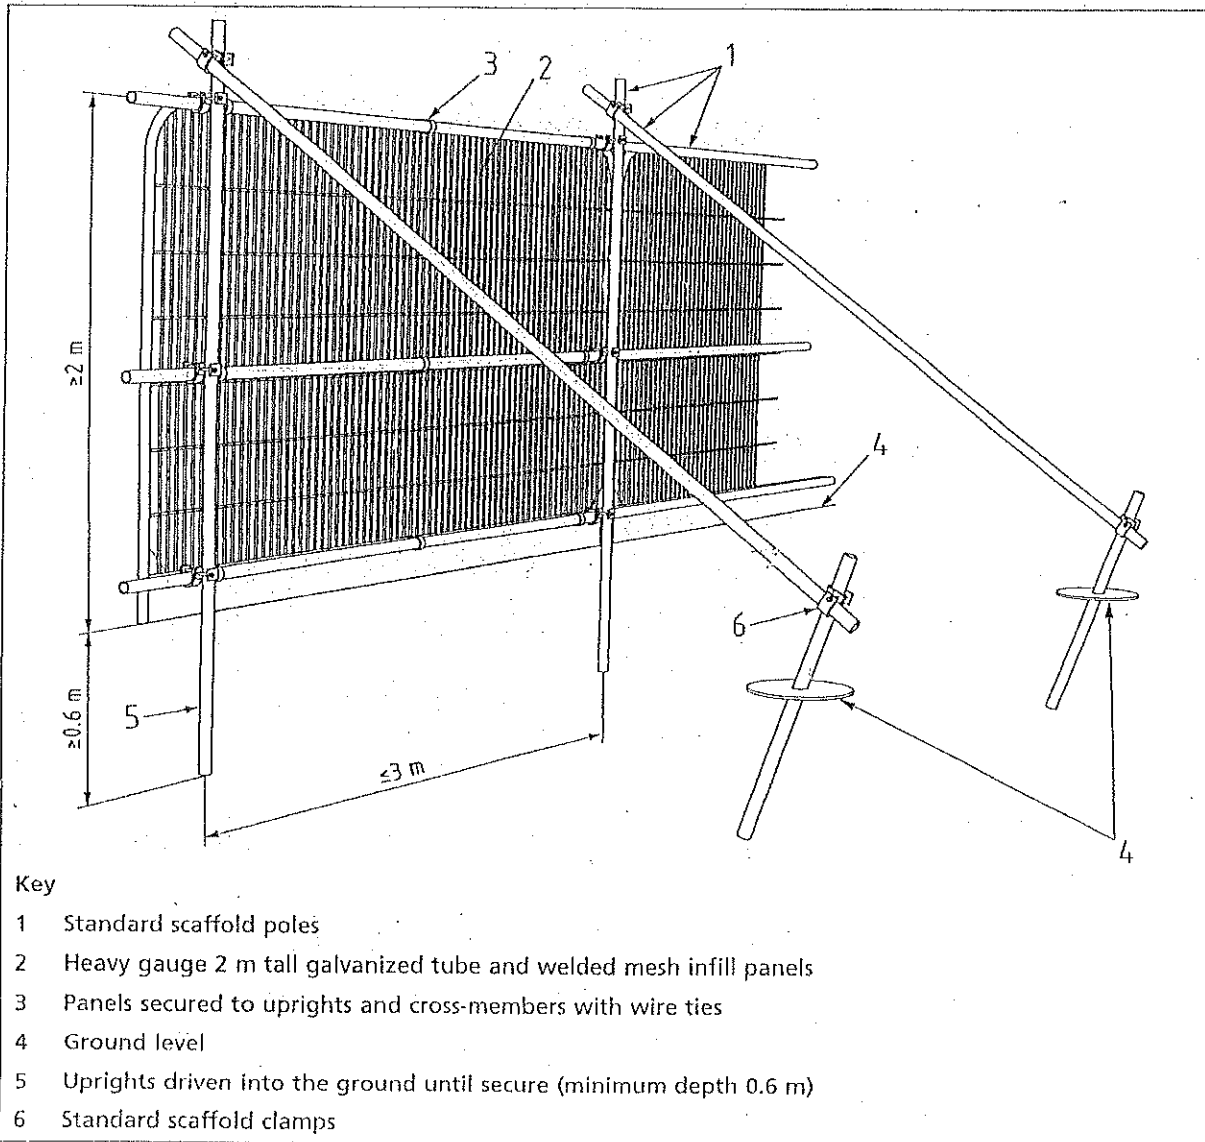 1
3
2
≥2 m
4
6
5
≥0.6 m
≤3 m
4
Key
1 Standard scaffold poles
2 Heavy gauge 2 m tall galvanized tube and welded mesh infill panels
3 Panels secured to uprights and cross-members with wire ties
4 Ground level
5 Uprights driven into the ground until secure (minimum depth 0.6 m)
6 Standard scaffold clamps